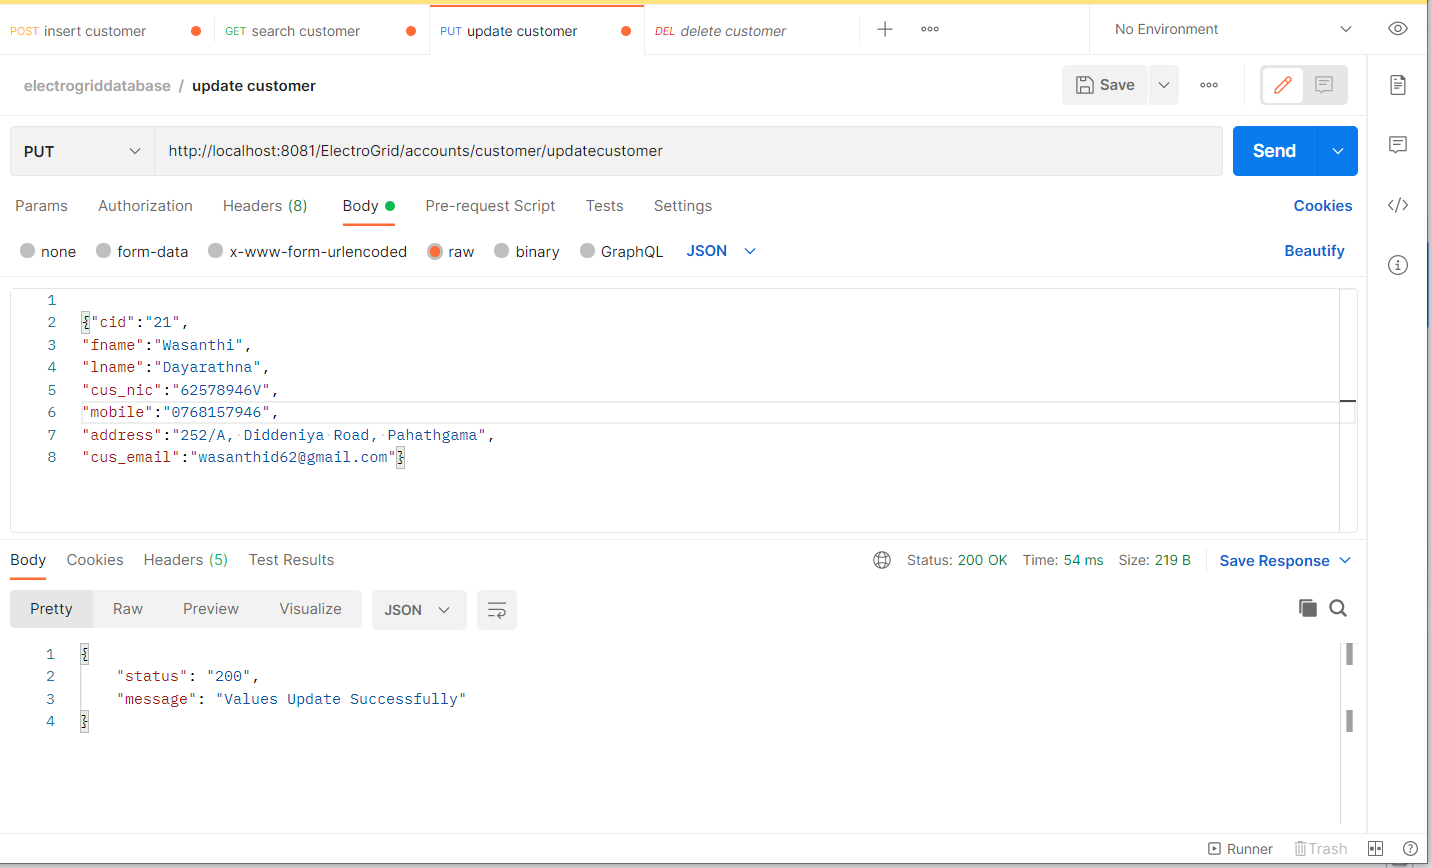 POST insert customer GET search customer PUT update customer DEL delete customer No Environment
electrogriddatabase / update customer Save
PUT http://localhost:8081/ElectroGrid/accounts/customer/updatecustomer Send
Params Authorization Headers (8) Body Pre-request Script Tests Settings Cookies
none form-data x-www-form-urlencoded raw binary GraphQL JSON Beautify
1
2 {"cid":"21",
3 "fname":"Wasanthi",
4 "lname":"Dayarathna",
5 "cus_nic":"62578946V",
6 "mobile":"0768157946",
7 "address":"252/A, Diddeniya Road, Pahathgama",
8 "cus_email":"wasanthid62@gmail.com"}
Body Cookies Headers (5) Test Results Status: 200 OK Time: 54 ms Size: 219 B Save Response
Pretty Raw Preview Visualize JSON
1 {
2 "status": "200",
3 "message": "Values Update Successfully"
4 }
Runner Trash